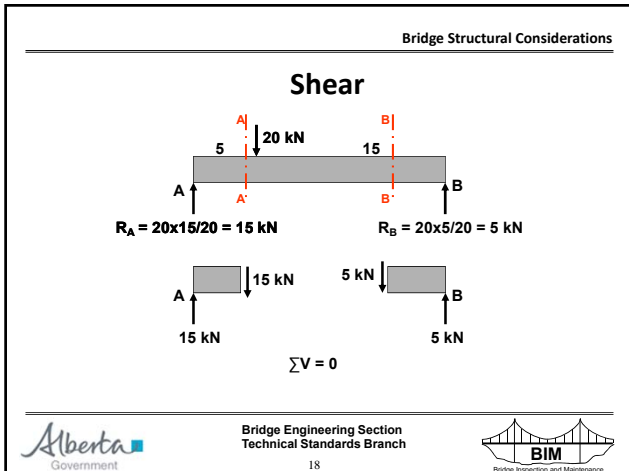 Bridge Structural Considerations
Shear
A B
20 kN
5 15
A B
A B
R_A = 20x15/20 = 15 kN R_B = 20x5/20 = 5 kN
15 kN 5 kN
A B
15 kN 5 kN
∑V = 0
Alberta
Government
Bridge Engineering Section
Technical Standards Branch
18
BIM
Bridge Inspection and Maintenance